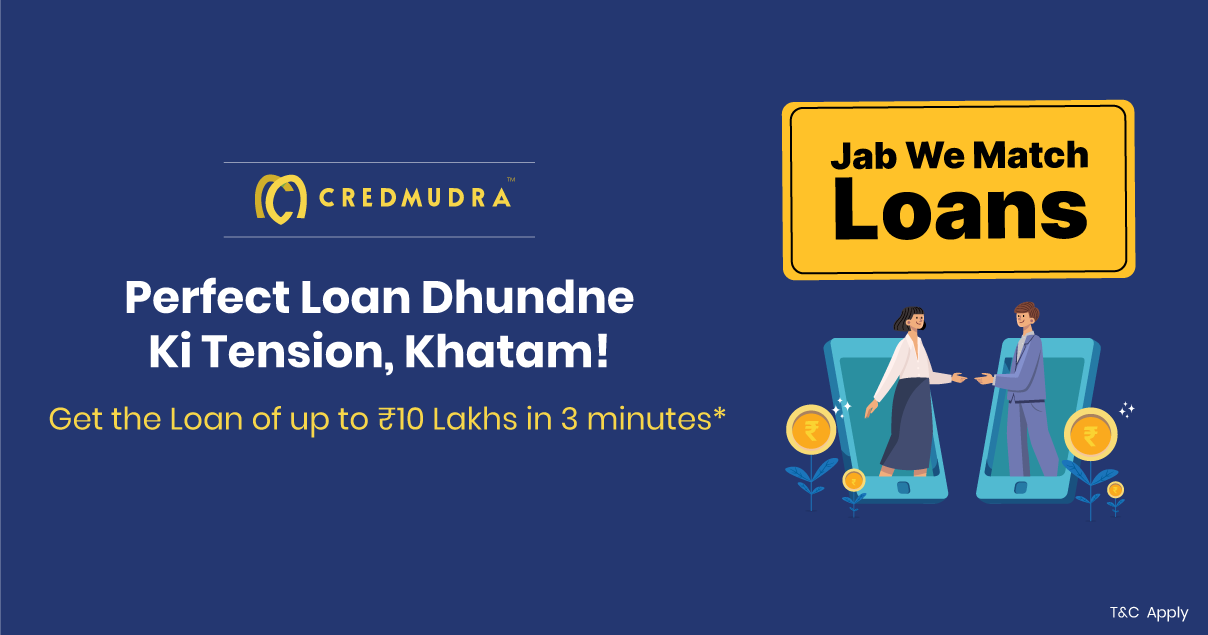 CREDMUDRA™
Perfect Loan Dhundne
Ki Tension, Khatam!
Get the Loan of up to ₹10 Lakhs in 3 minutes*
Jab We Match
Loans
₹
₹
₹
₹
T&C Apply